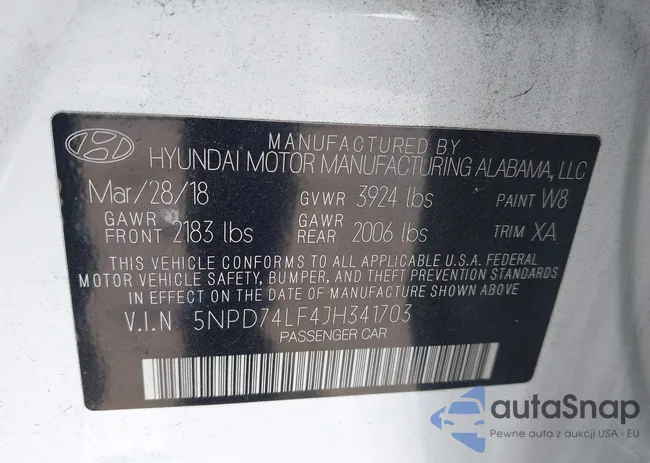 MANUFACTURED BY
HYUNDAI MOTOR MANUFACTURING ALABAMA, LLC
Mar/28/18 GVWR 3924 lbs PAINT W8
GAWR FRONT 2183 lbs GAWR REAR 2006 lbs TRIM XA
THIS VEHICLE CONFORMS TO ALL APPLICABLE U.S.A. FEDERAL
MOTOR VEHICLE SAFETY, BUMPER, AND THEFT PREVENTION STANDARDS
IN EFFECT ON THE DATE OF MANUFACTURE SHOWN ABOVE.
V.I.N 5NPD74LF4JH341703
PASSENGER CAR
autaSnap
Pewne auta z aukcji USA i EU